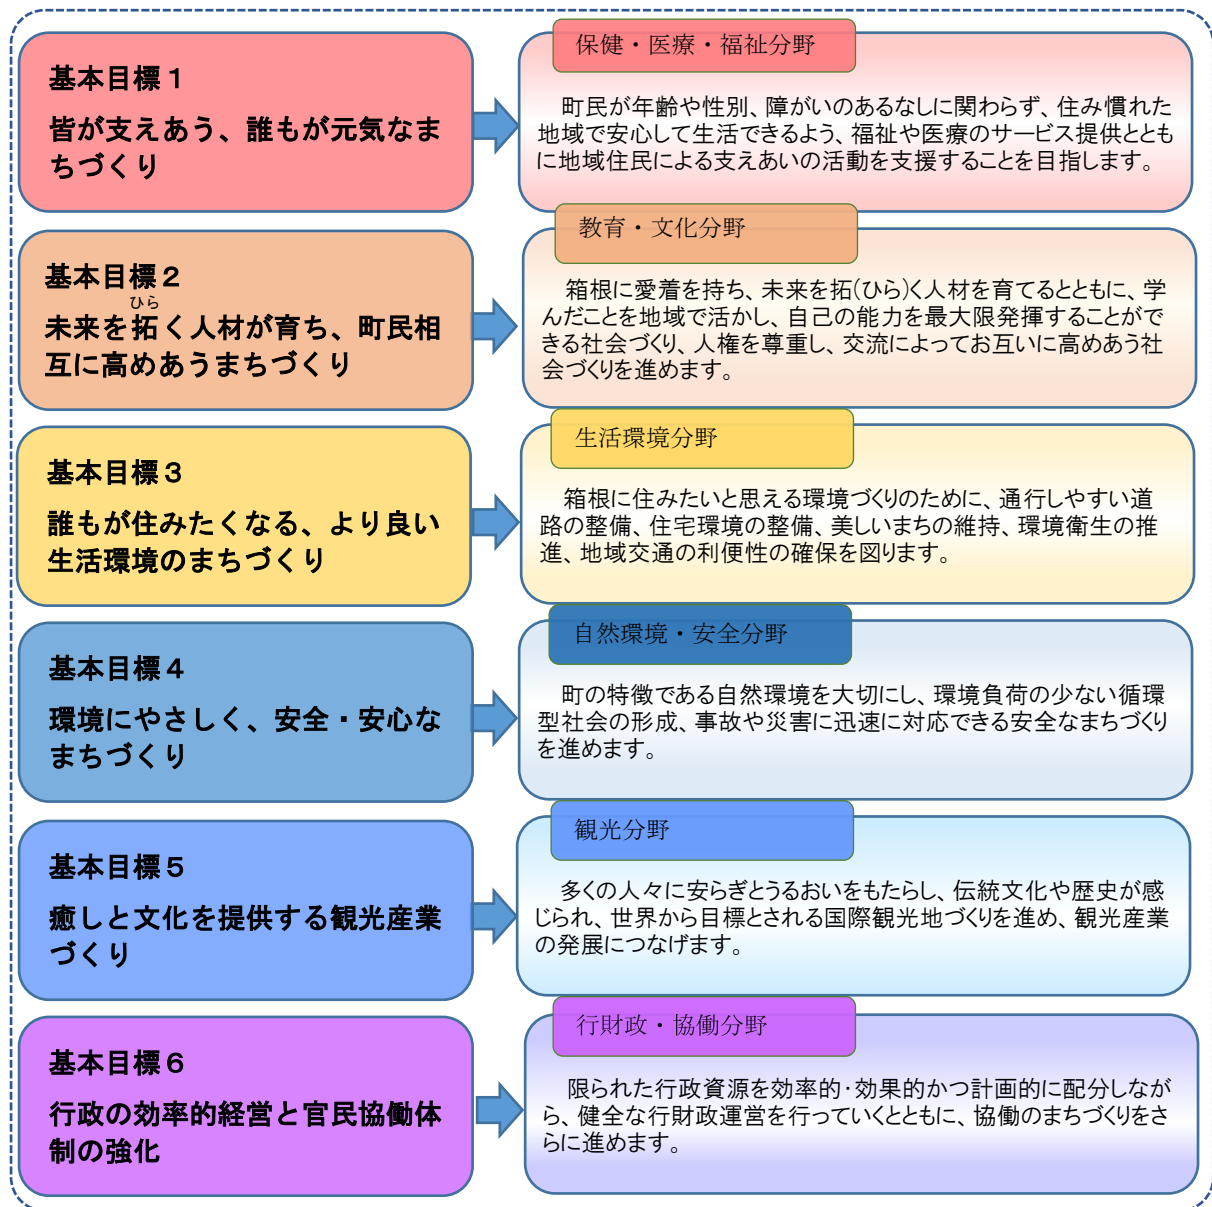 基本目標１
皆が支えあう、誰もが元気なま
ちづくり
保健・医療・福祉分野
町民が年齢や性別、障がいのあるなしに関わらず、住み慣れた
地域で安心して生活できるよう、福祉や医療のサービス提供ととも
に地域住民による支えあいの活動を支援することを目指します。
基本目標２
ひら
未来を拓く人材が育ち、町民相
互に高めあうまちづくり
教育・文化分野
箱根に愛着を持ち、未来を拓(ひら)く人材を育てるとともに、学
んだことを地域で活かし、自己の能力を最大限発揮することがで
きる社会づくり、人権を尊重し、交流によってお互いに高めあう社
会づくりを進めます。
基本目標３
誰もが住みたくなる、より良い
生活環境のまちづくり
生活環境分野
箱根に住みたいと思える環境づくりのために、通行しやすい道
路の整備、住宅環境の整備、美しいまちの維持、環境衛生の推
進、地域交通の利便性の確保を図ります。
基本目標４
環境にやさしく、安全・安心な
まちづくり
自然環境・安全分野
町の特徴である自然環境を大切にし、環境負荷の少ない循環
型社会の形成、事故や災害に迅速に対応できる安全なまちづくり
を進めます。
基本目標５
癒しと文化を提供する観光産業
づくり
観光分野
多くの人々に安らぎとうるおいをもたらし、伝統文化や歴史が感
じられ、世界から目標とされる国際観光地づくりを進め、観光産業
の発展につなげます。
基本目標６
行政の効率的経営と官民協働体
制の強化
行財政・協働分野
限られた行政資源を効率的・効果的かつ計画的に配分しなが
ら、健全な行財政運営を行っていくとともに、協働のまちづくりをさ
らに進めます。